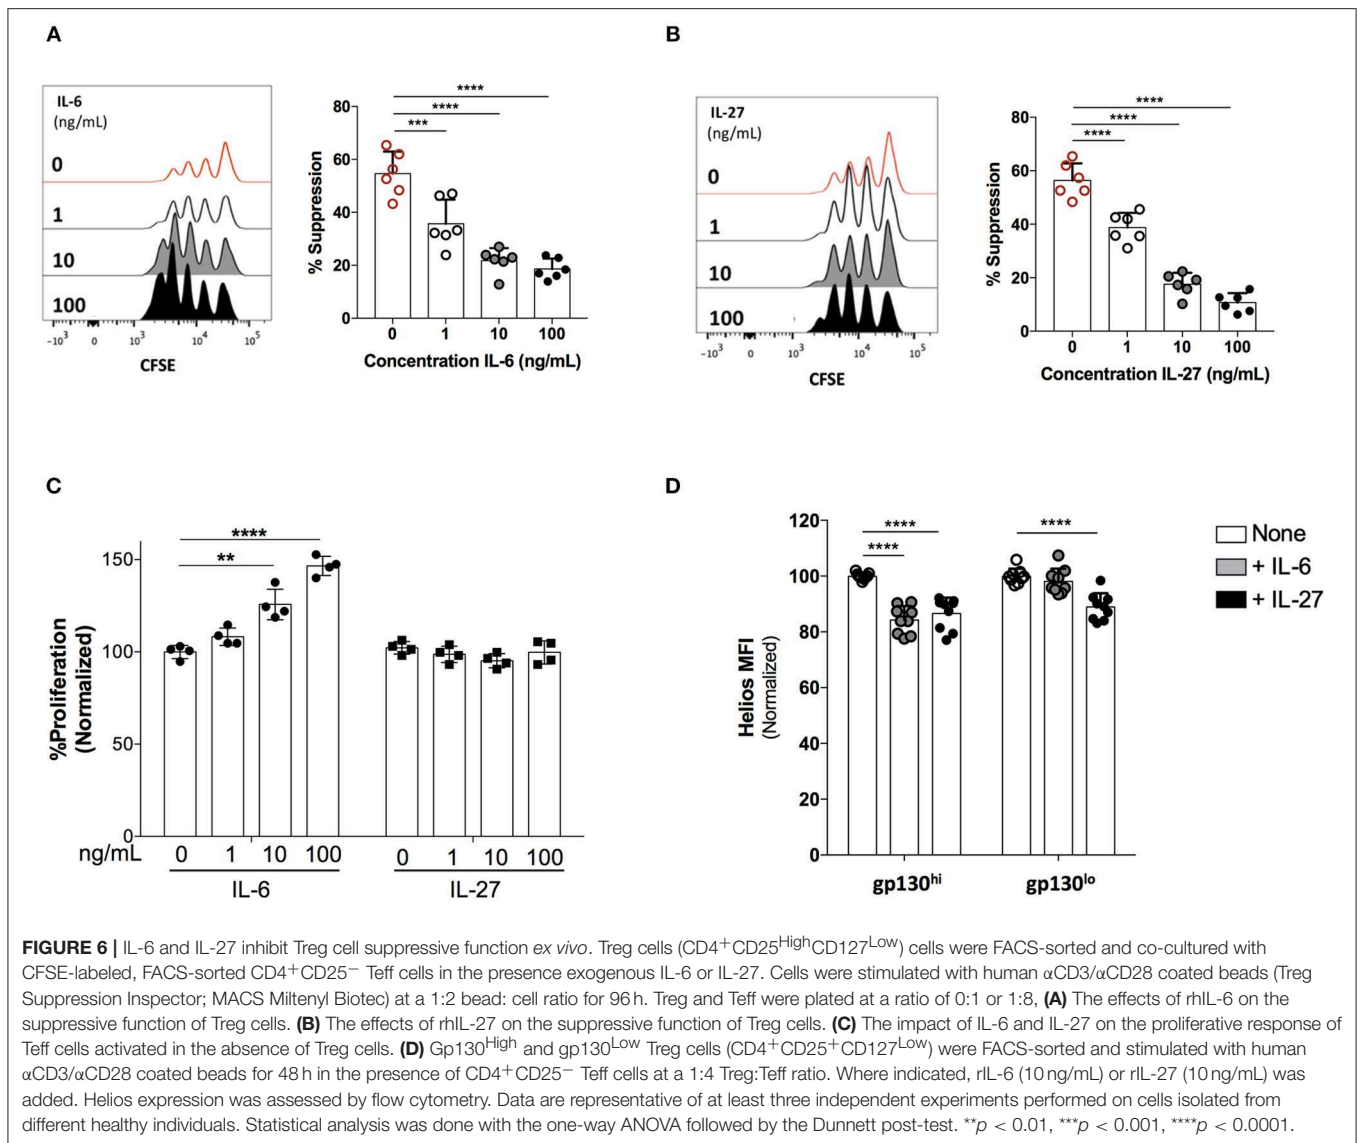 A
IL-6
(ng/mL)
0
1
10
100
-10³ 0 10³ 10⁴ 10⁵
CFSE
% Suppression
80
60
40
20
0
****
****
***
0 1 10 100
Concentration IL-6 (ng/mL)
B
IL-27
(ng/mL)
0
1
10
100
-10³ 0 10³ 10⁴ 10⁵
CFSE
% Suppression
80
60
40
20
0
****
****
****
0 1 10 100
Concentration IL-27 (ng/mL)
C
%Proliferation
(Normalized)
150
100
50
0
****
**
ng/mL 0 1 10 100 0 1 10 100
IL-6 IL-27
D
Helios MFI
(Normalized)
120
100
80
60
40
20
0
****
****
****
gp130ʰⁱ gp130ˡᵒ
None
+ IL-6
+ IL-27
FIGURE 6 | IL-6 and IL-27 inhibit Treg cell suppressive function ex vivo. Treg cells (CD4⁺CD25ᴴⁱᵍʰCD127ᴸᵒʷ) cells were FACS-sorted and co-cultured with
CFSE-labeled, FACS-sorted CD4⁺CD25⁻ Teff cells in the presence exogenous IL-6 or IL-27. Cells were stimulated with human αCD3/αCD28 coated beads (Treg
Suppression Inspector; MACS Miltenyi Biotec) at a 1:2 bead: cell ratio for 96 h. Treg and Teff were plated at a ratio of 0:1 or 1:8, (A) The effects of rhIL-6 on the
suppressive function of Treg cells. (B) The effects of rhIL-27 on the suppressive function of Treg cells. (C) The impact of IL-6 and IL-27 on the proliferative response of
Teff cells activated in the absence of Treg cells. (D) Gp130ᴴⁱᵍʰ and gp130ᴸᵒʷ Treg cells (CD4⁺CD25⁺CD127ᴸᵒʷ) were FACS-sorted and stimulated with human
αCD3/αCD28 coated beads for 48 h in the presence of CD4⁺CD25⁻ Teff cells at a 1:4 Treg:Teff ratio. Where indicated, rIL-6 (10 ng/mL) or rIL-27 (10 ng/mL) was
added. Helios expression was assessed by flow cytometry. Data are representative of at least three independent experiments performed on cells isolated from
different healthy individuals. Statistical analysis was done with the one-way ANOVA followed by the Dunnett post-test. **p < 0.01, ***p < 0.001, ****p < 0.0001.